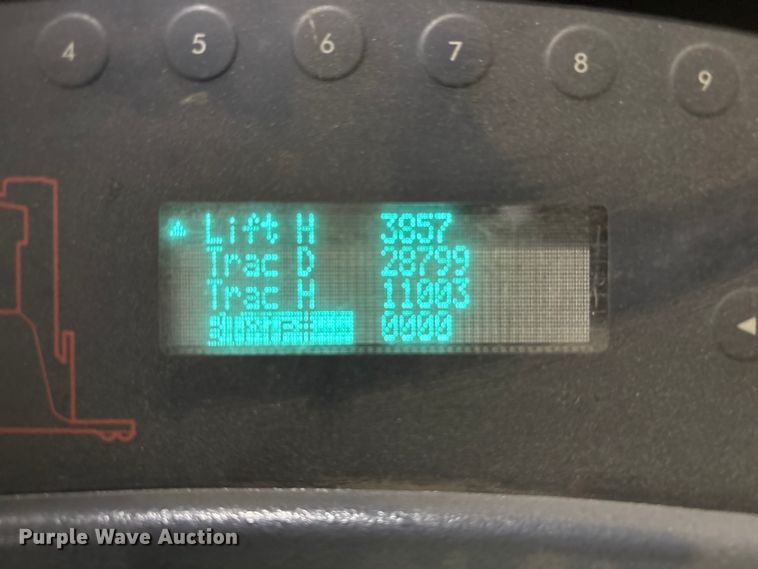 4 5 6 7 8 9
Lift H 3857
Trac D 28799
Trac H 11003
0000
Purple Wave Auction